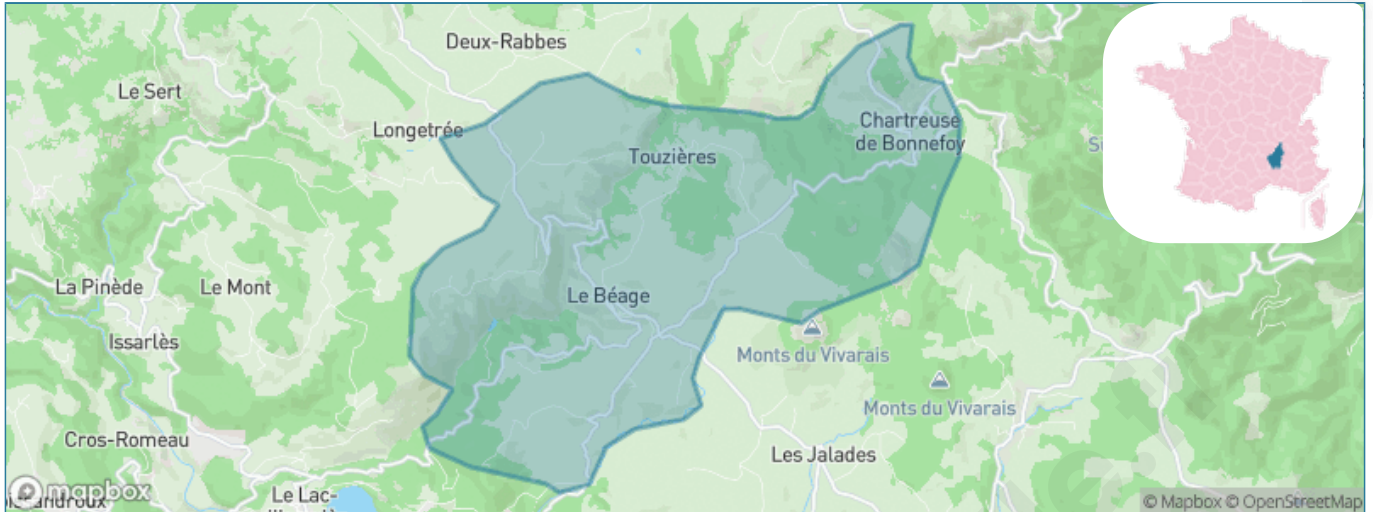 Deux-Rabbes
Le Sert
Longetrée
Chartreuse
de Bonnefoy
Touzières
La Pinède
Le Mont
Le Béage
Issarlès
Monts du Vivarais
Monts du Vivarais
Cros-Romeau
Les Jalades
mapbox
Le Lac-
© Mapbox © OpenStreetMap